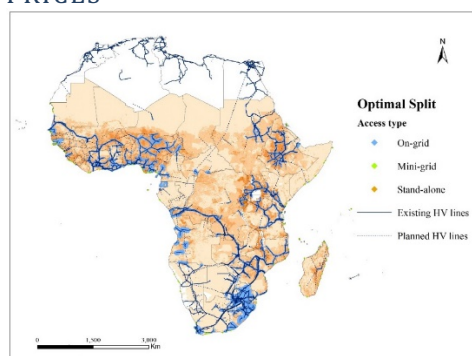 PRICES
N
Optimal Split
Access type
On-grid
Mini-grid
Stand-alone
Existing HV lines
Planned HV lines
0 1,500 3,000
Km